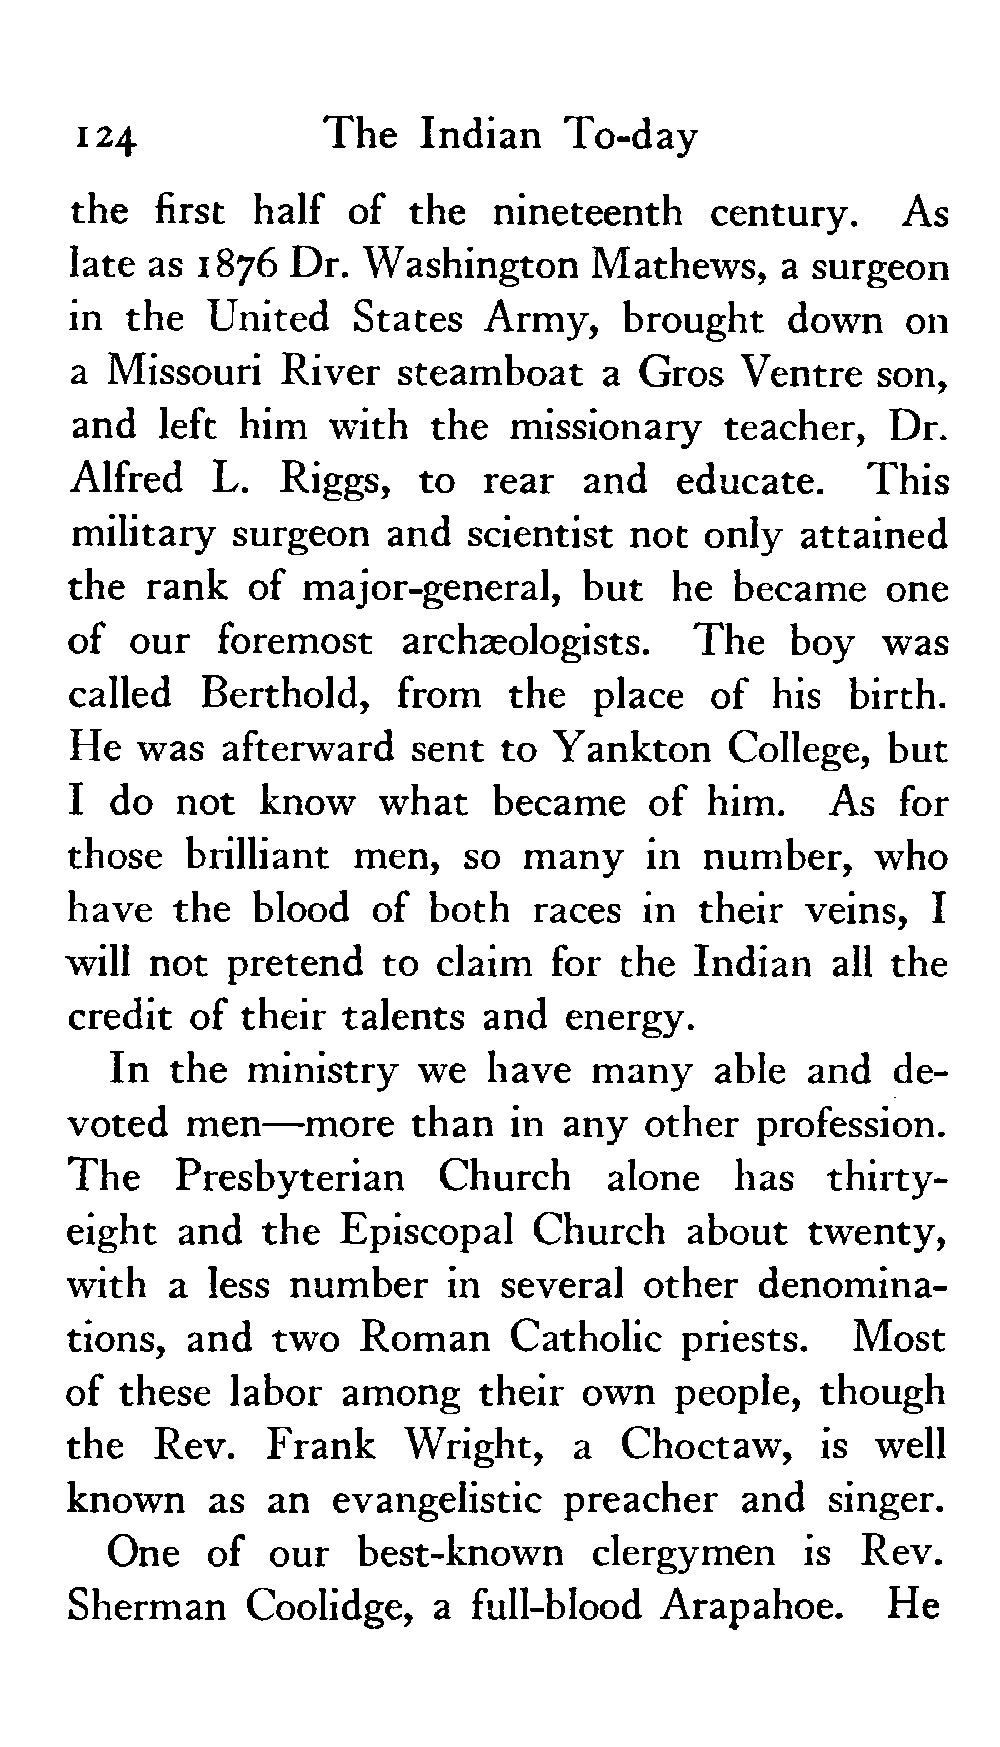 124 The Indian To-day
the first half of the nineteenth century. As
late as 1876 Dr. Washington Mathews, a surgeon
in the United States Army, brought down on
a Missouri River steamboat a Gros Ventre son,
and left him with the missionary teacher, Dr.
Alfred L. Riggs, to rear and educate. This
military surgeon and scientist not only attained
the rank of major-general, but he became one
of our foremost archæologists. The boy was
called Berthold, from the place of his birth.
He was afterward sent to Yankton College, but
I do not know what became of him. As for
those brilliant men, so many in number, who
have the blood of both races in their veins, I
will not pretend to claim for the Indian all the
credit of their talents and energy.
In the ministry we have many able and de-
voted men—more than in any other profession.
The Presbyterian Church alone has thirty-
eight and the Episcopal Church about twenty,
with a less number in several other denomina-
tions, and two Roman Catholic priests. Most
of these labor among their own people, though
the Rev. Frank Wright, a Choctaw, is well
known as an evangelistic preacher and singer.
One of our best-known clergymen is Rev.
Sherman Coolidge, a full-blood Arapahoe. He